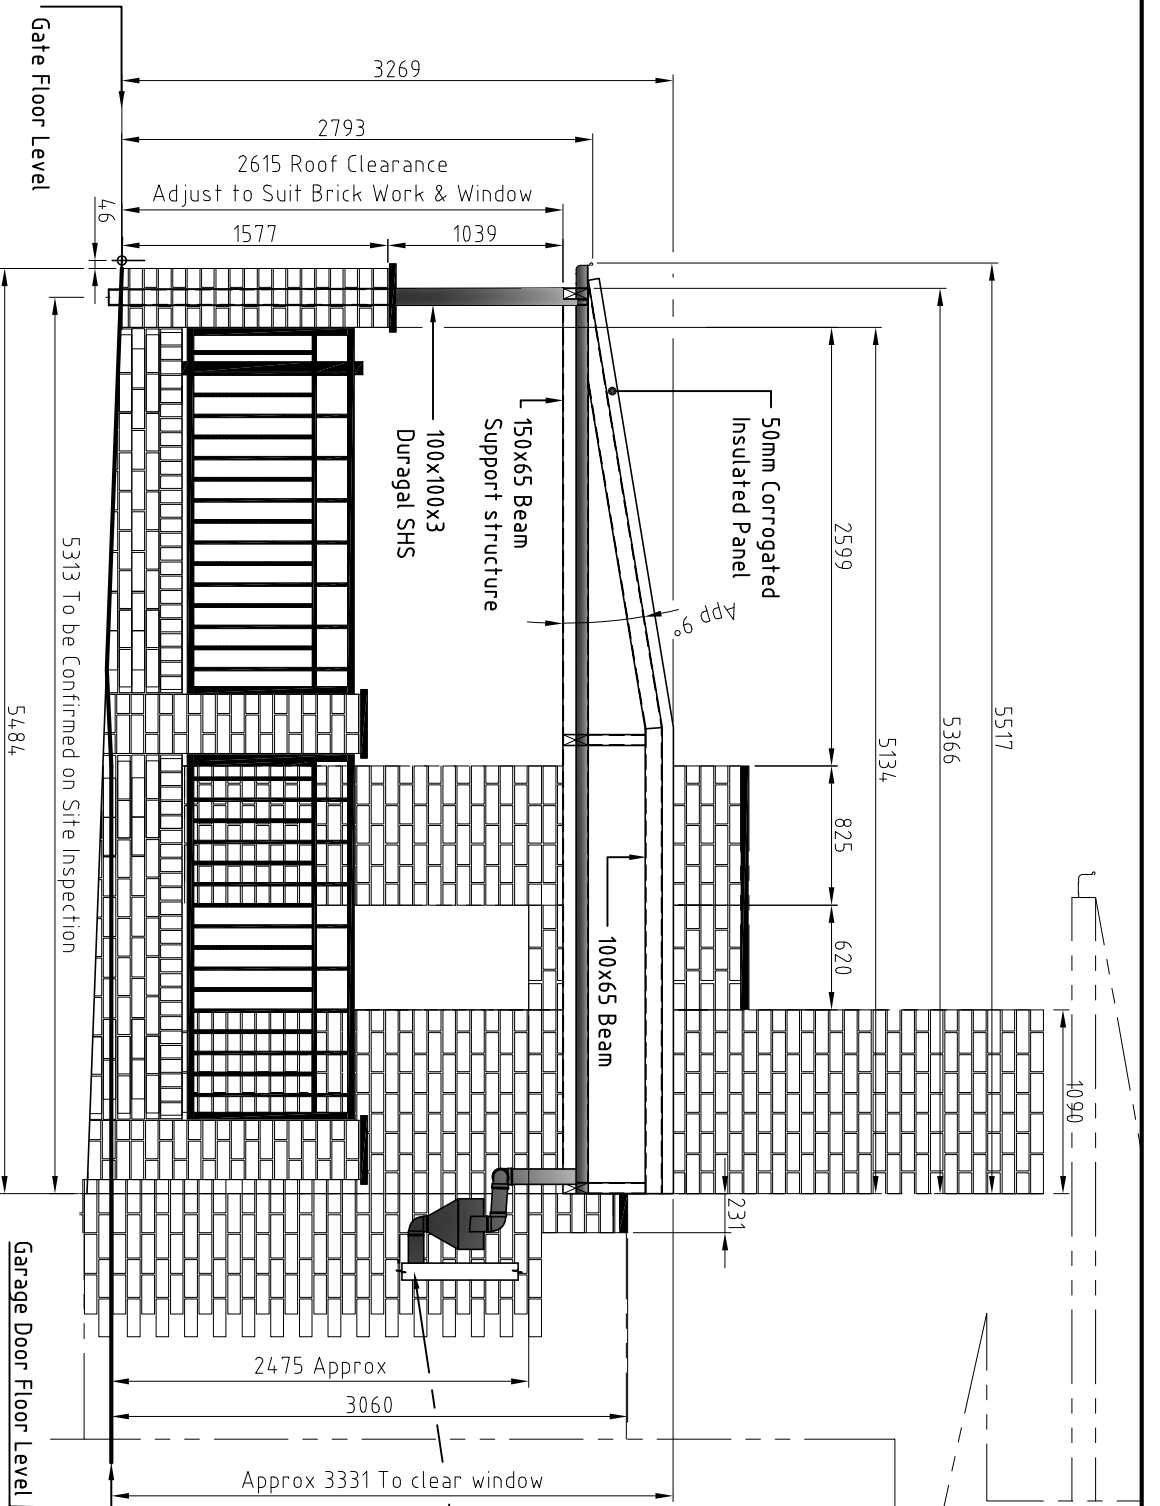 Gate Floor Level
3269
2793
2615 Roof Clearance
Adjust to Suit Brick Work & Window
1577
1039
46
5484
5313 To be Confirmed on Site Inspection
100x100x3
Duragal SHS
150x65 Beam
Support structure
50mm Corrogated
Insulated Panel
App 9°
2599
825
620
5134
5366
5517
1090
100x65 Beam
231
2475 Approx
3060
Approx 3331 To clear window
Garage Door Floor Level